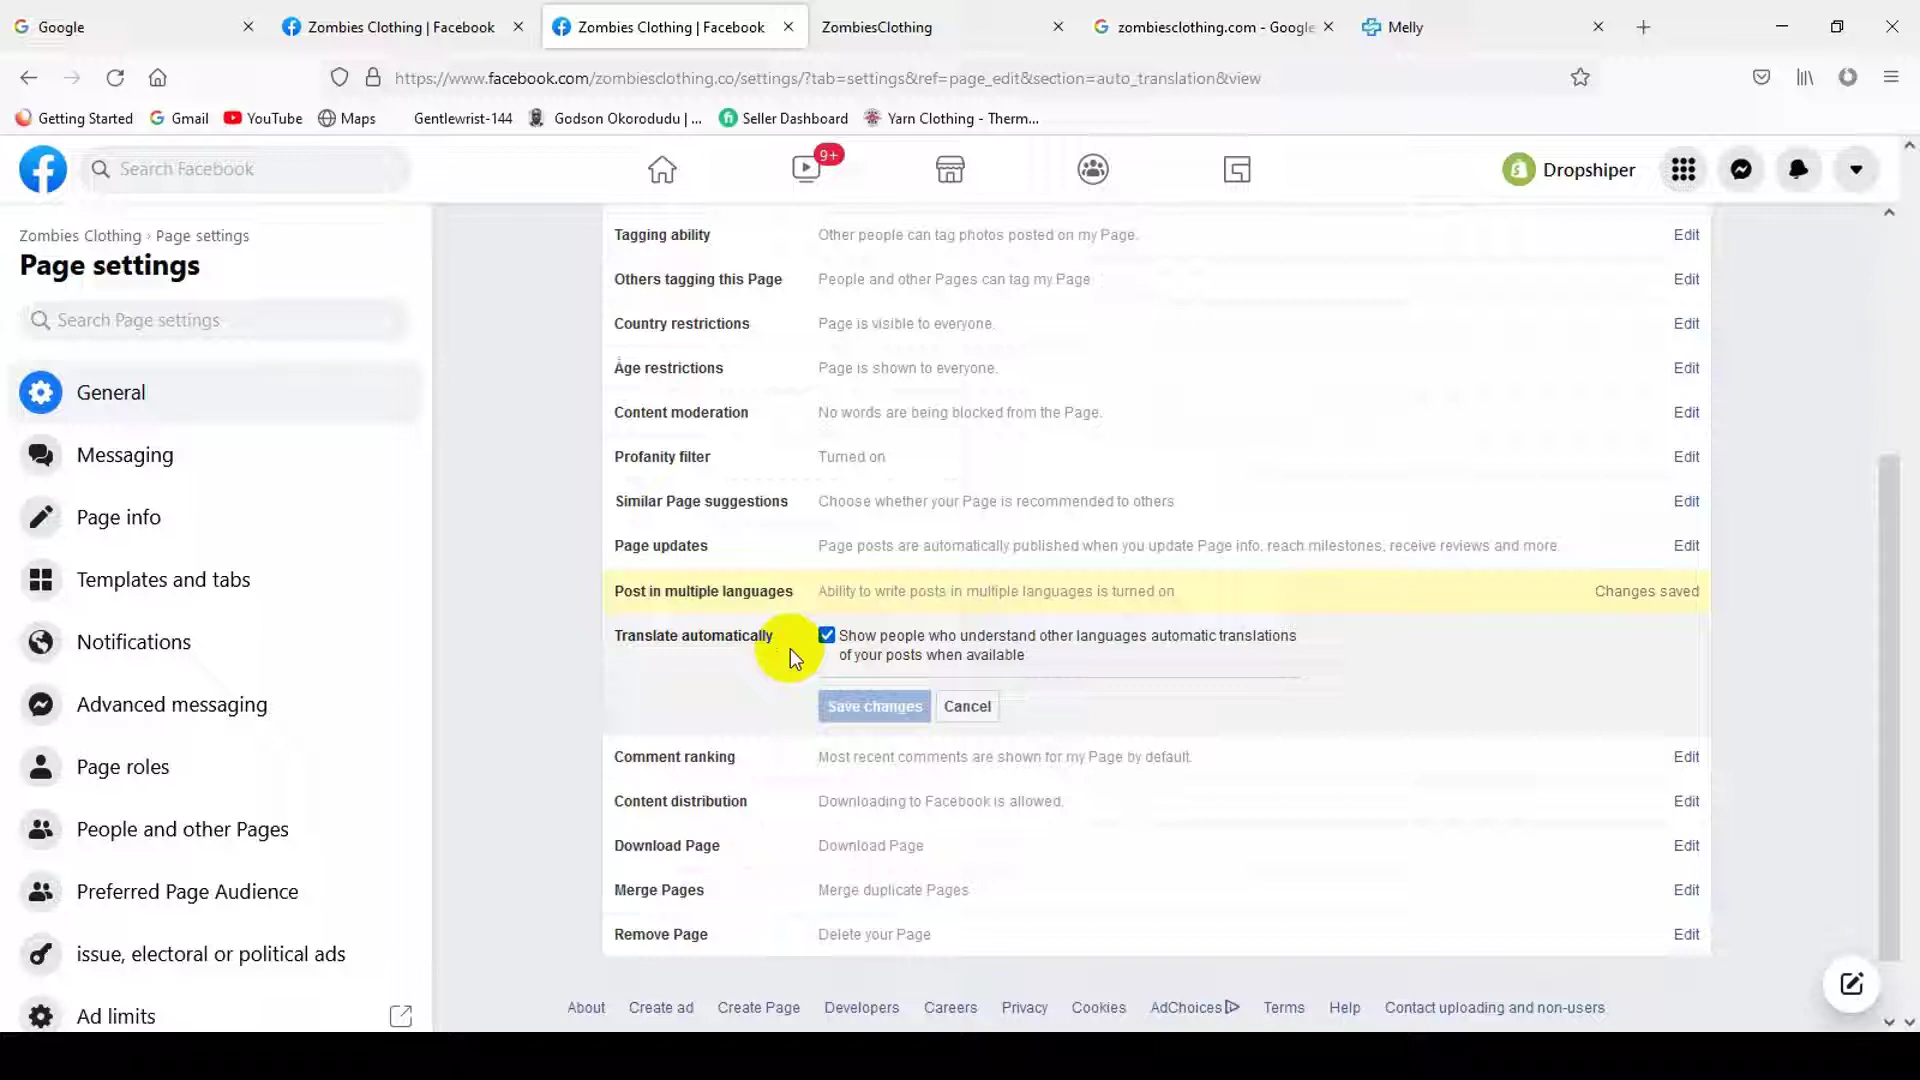 Google
Zombies Clothing | Facebook
Zombies Clothing | Facebook
ZombiesClothing
zombiesclothing.com - Google
Melly
https://www.facebook.com/zombiesclothing.co/settings/?tab=settings&ref=page_edit&section=auto_translation&view
Getting Started
Gmail
YouTube
Maps
Gentlewrist-144
Godson Okorodudu | ...
Seller Dashboard
Yarn Clothing - Therm...
Search Facebook
9+
Dropshiper
Zombies Clothing › Page settings
Page settings
Search Page settings
General
Messaging
Page info
Templates and tabs
Notifications
Advanced messaging
Page roles
People and other Pages
Preferred Page Audience
issue, electoral or political ads
Ad limits
Tagging ability Other people can tag photos posted on my Page. Edit
Others tagging this Page People and other Pages can tag my Page Edit
Country restrictions Page is visible to everyone. Edit
Age restrictions Page is shown to everyone. Edit
Content moderation No words are being blocked from the Page. Edit
Profanity filter Turned on Edit
Similar Page suggestions Choose whether your Page is recommended to others Edit
Page updates Page posts are automatically published when you update Page info, reach milestones, receive reviews and more Edit
Post in multiple languages Ability to write posts in multiple languages is turned on Changes saved
Translate automatically Show people who understand other languages automatic translations
of your posts when available
Save changes Cancel
Comment ranking Most recent comments are shown for my Page by default. Edit
Content distribution Downloading to Facebook is allowed. Edit
Download Page Download Page Edit
Merge Pages Merge duplicate Pages Edit
Remove Page Delete your Page Edit
About Create ad Create Page Developers Careers Privacy Cookies AdChoices Terms Help Contact uploading and non-users